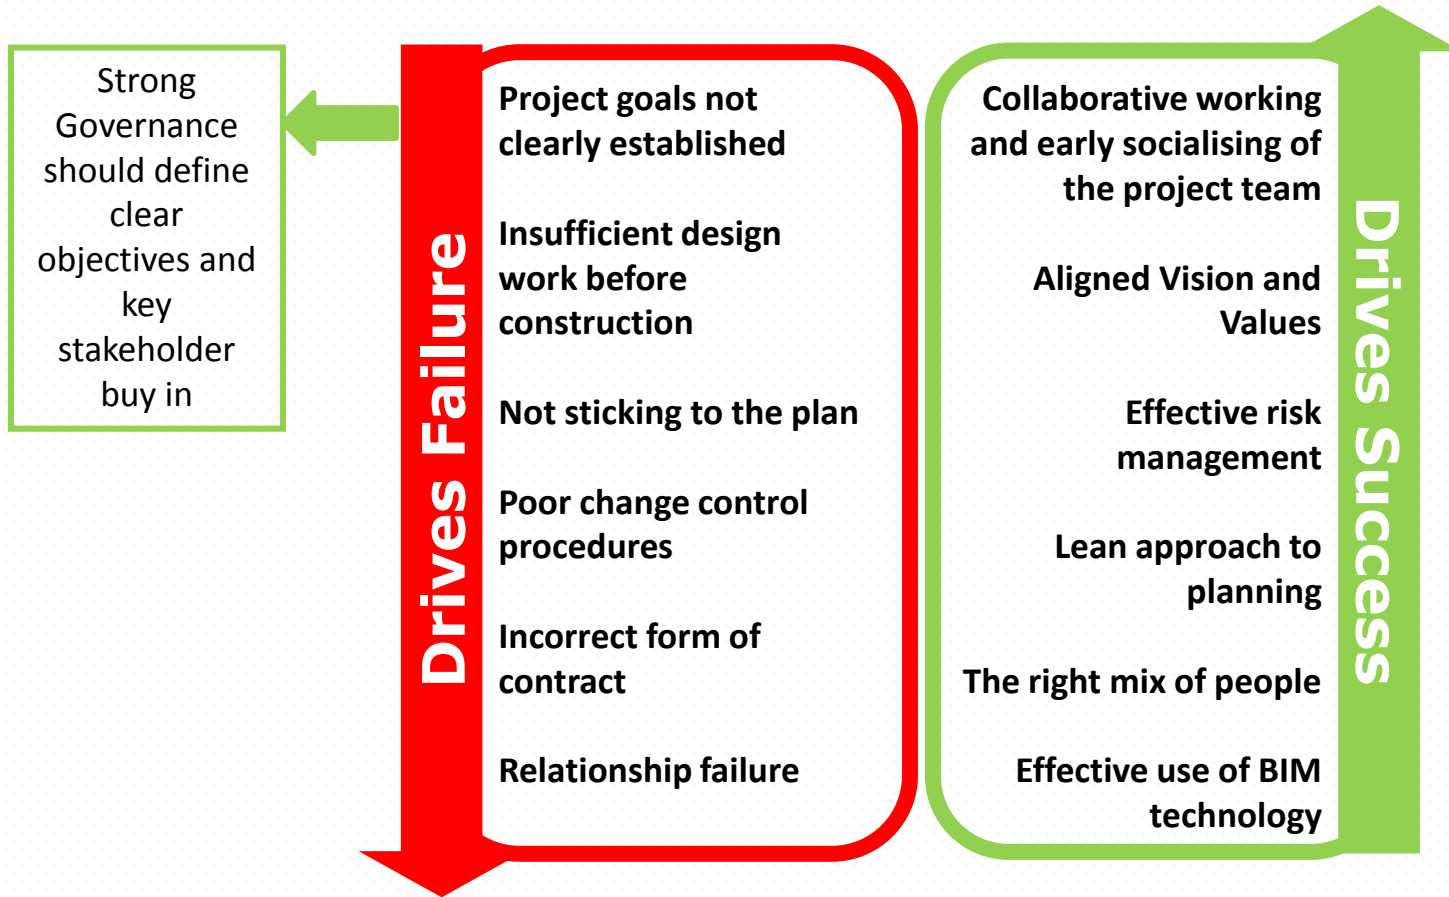 Strong
Governance
should define
clear
objectives and
key
stakeholder
buy in
Drives Failure
Project goals not
clearly established
Insufficient design
work before
construction
Not sticking to the plan
Poor change control
procedures
Incorrect form of
contract
Relationship failure
Collaborative working
and early socialising of
the project team
Aligned Vision and
Values
Effective risk
management
Lean approach to
planning
The right mix of people
Effective use of BIM
technology
Drives Success